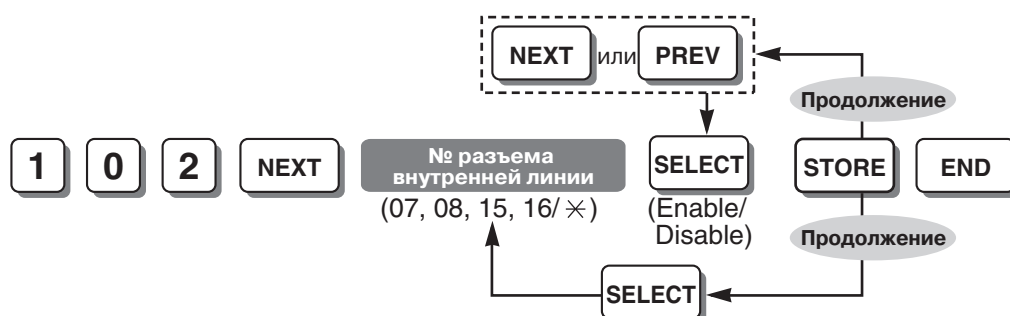 NEXT или PREV
Продолжение
1 0 2 NEXT
№ разъема
внутренней линии
(07, 08, 15, 16/✳)
SELECT
(Enable/
Disable)
STORE
END
Продолжение
SELECT